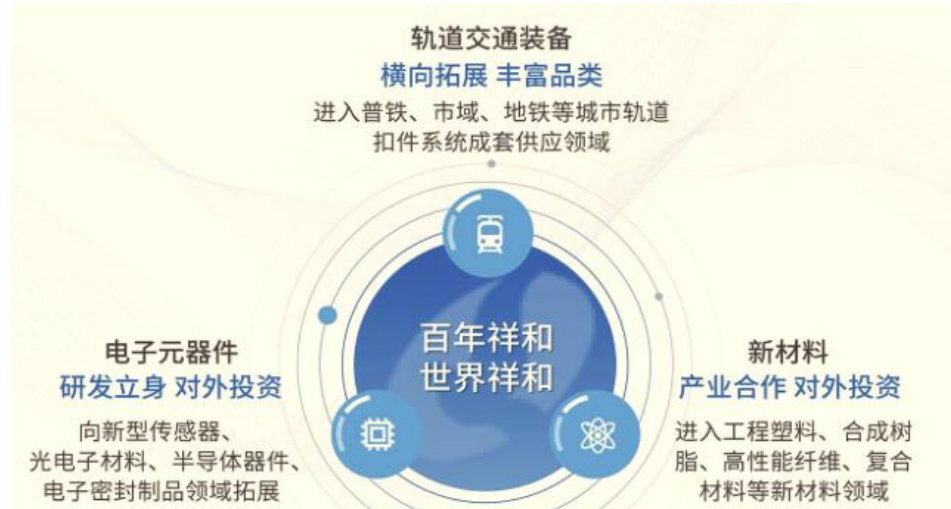 轨道交通装备
横向拓展 丰富品类
进入普铁、市域、地铁等城市轨道
扣件系统成套供应领域
百年祥和
世界祥和
电子元器件
研发立身 对外投资
向新型传感器、
光电子材料、半导体器件、
电子密封制品领域拓展
新材料
产业合作 对外投资
进入工程塑料、合成树
脂、高性能纤维、复合
材料等新材料领域